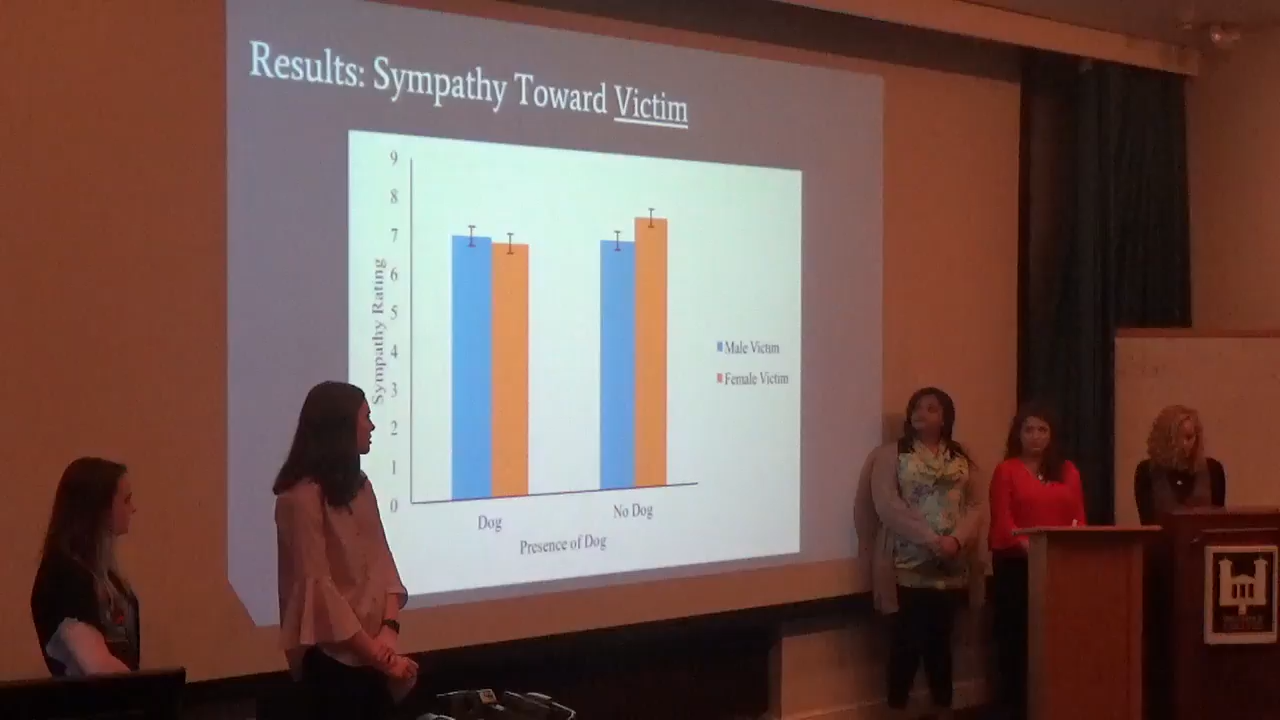 Results: Sympathy Toward Victim
9
8
7
6
5
4
3
2
1
0
Sympathy Rating
Dog
No Dog
Presence of Dog
Male Victim
Female Victim